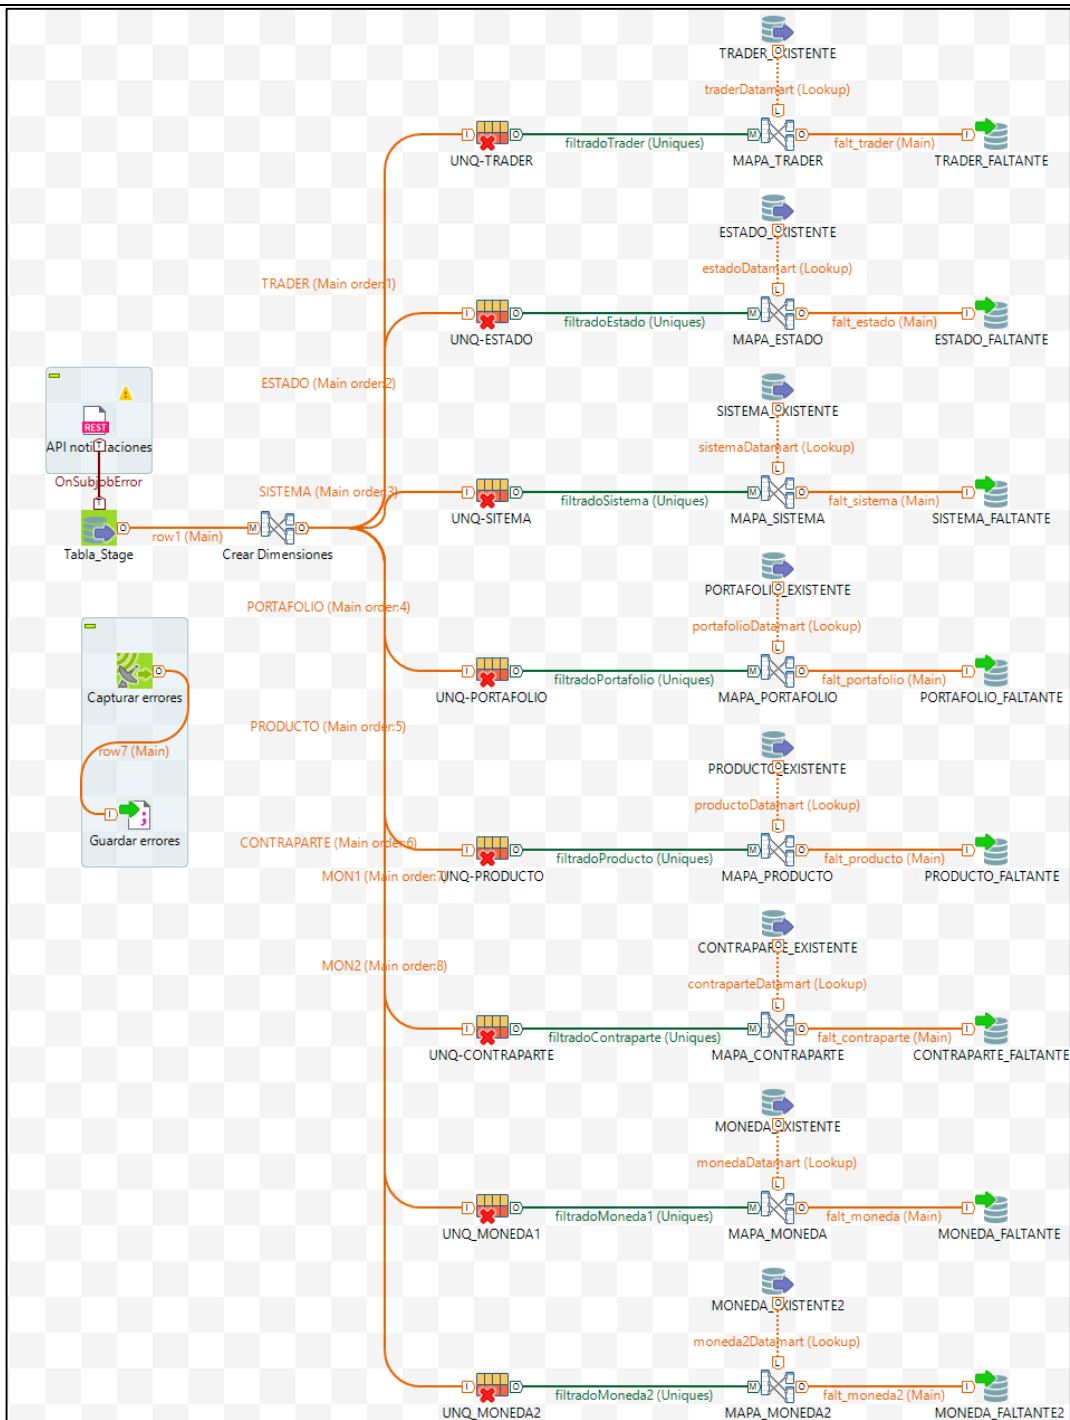 TRADER_EXISTENTE
traderDatamart (Lookup)
filtradoTrader (Uniques)
falt_trader (Main)
UNQ-TRADER
MAPA_TRADER
TRADER_FALTANTE
ESTADO_EXISTENTE
estadoDatamart (Lookup)
TRADER (Main order:1)
filtradoEstado (Uniques)
falt_estado (Main)
UNQ-ESTADO
MAPA_ESTADO
ESTADO_FALTANTE
ESTADO (Main order:2)
SISTEMA_EXISTENTE
REST
API notificaciones
sistemaDatamart (Lookup)
OnSubjobError
SISTEMA (Main order:3)
filtradoSistema (Uniques)
falt_sistema (Main)
UNQ-SITEMA
MAPA_SISTEMA
SISTEMA_FALTANTE
row1 (Main)
Tabla_Stage
Crear Dimensiones
PORTAFOLIO_EXISTENTE
PORTAFOLIO (Main order:4)
portafolioDatamart (Lookup)
filtradoPortafolio (Uniques)
falt_portafolio (Main)
Capturar errores
UNQ-PORTAFOLIO
MAPA_PORTAFOLIO
PORTAFOLIO_FALTANTE
PRODUCTO (Main order:5)
row7 (Main)
PRODUCTO_EXISTENTE
productoDatamart (Lookup)
Guardar errores
CONTRAPARTE (Main order:6)
filtradoProducto (Uniques)
falt_producto (Main)
MON1 (Main order:7)
UNQ-PRODUCTO
MAPA_PRODUCTO
PRODUCTO_FALTANTE
CONTRAPARTE_EXISTENTE
MON2 (Main order:8)
contraparteDatamart (Lookup)
filtradoContraparte (Uniques)
falt_contraparte (Main)
UNQ-CONTRAPARTE
MAPA_CONTRAPARTE
CONTRAPARTE_FALTANTE
MONEDA_EXISTENTE
monedaDatamart (Lookup)
filtradoMoneda1 (Uniques)
falt_moneda (Main)
UNQ_MONEDA1
MAPA_MONEDA
MONEDA_FALTANTE
MONEDA_EXISTENTE2
moneda2Datamart (Lookup)
filtradoMoneda2 (Uniques)
falt_moneda2 (Main)
UNQ_MONEDA2
MAPA_MONEDA2
MONEDA_FALTANTE2